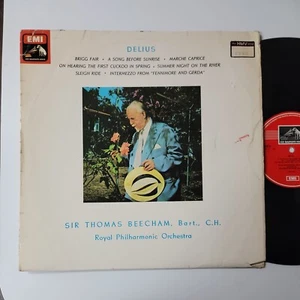 EMI
DELIUS
BRIGG FAIR • A SONG BEFORE SUNRISE • MARCHE CAPRICE
ON HEARING THE FIRST CUCKOO IN SPRING • SUMMER NIGHT ON THE RIVER
SLEIGH RIDE • INTERMEZZO FROM "FENNIMORE AND GERDA"
SIR THOMAS BEECHAM, Bart., C.H.
Royal Philharmonic Orchestra